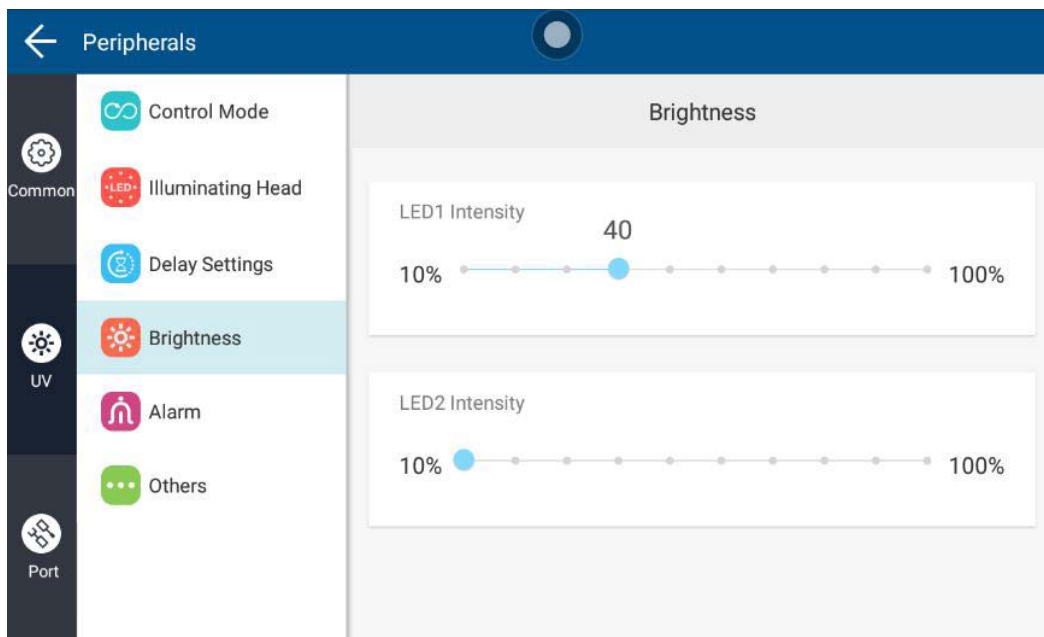 Peripherals
Common
UV
Port
Control Mode
LED
Illuminating Head
Delay Settings
Brightness
Alarm
Others
Brightness
LED1 Intensity
40
10%
100%
LED2 Intensity
10%
100%